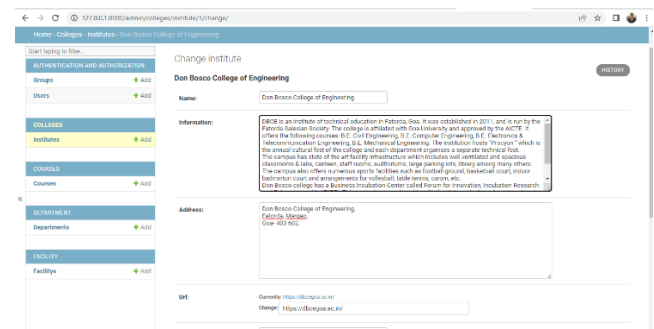 127.0.0.1:8000/admin/colleges/institute/1/change/
Home › Colleges › Institutes › Don Bosco College of Engineering
Start typing to filter...
AUTHENTICATION AND AUTHORIZATION
Groups + Add
Users + Add
COLLEGES
Institutes + Add
COURSES
Courses + Add
DEPARTMENT
Departments + Add
FACILITY
Facilitys + Add
«
Change institute
HISTORY
Don Bosco College of Engineering
Name: Don Bosco College of Engineering
Information: DBCE is an institute of technical education in Fatorda, Goa. It was established in 2011, and is run by the
Fatorda Salesian Society. The college is affiliated with Goa University and approved by the AICTE. It
offers the following courses: B.E. Civil Engineering, B.E. Computer Engineering, B.E. Electronics &
Telecommunication Engineering, B.E. Mechanical Engineering. The institution hosts "Procyon " which is
the annual cultural fest of the college and each department organises a separate technical fest.
The campus has state of the art facility infrastructure which includes well ventilated and spacious
classrooms & labs, canteen, staff rooms, auditoriums, large parking lots, library among many others.
The campus also offers numerous sports facilities such as football ground, basketball court, indoor
badminton court and arrangements for volleyball, table tennis, carom, etc.
Don Bosco college has a Business Incubation Center called Forum for Innovation, Incubation Research
Address: Don Bosco College of Engineering,
Fatorda, Margao,
Goa- 403 602.
Url: Currently: https://dbcegoa.ac.in/
Change: https://dbcegoa.ac.in/